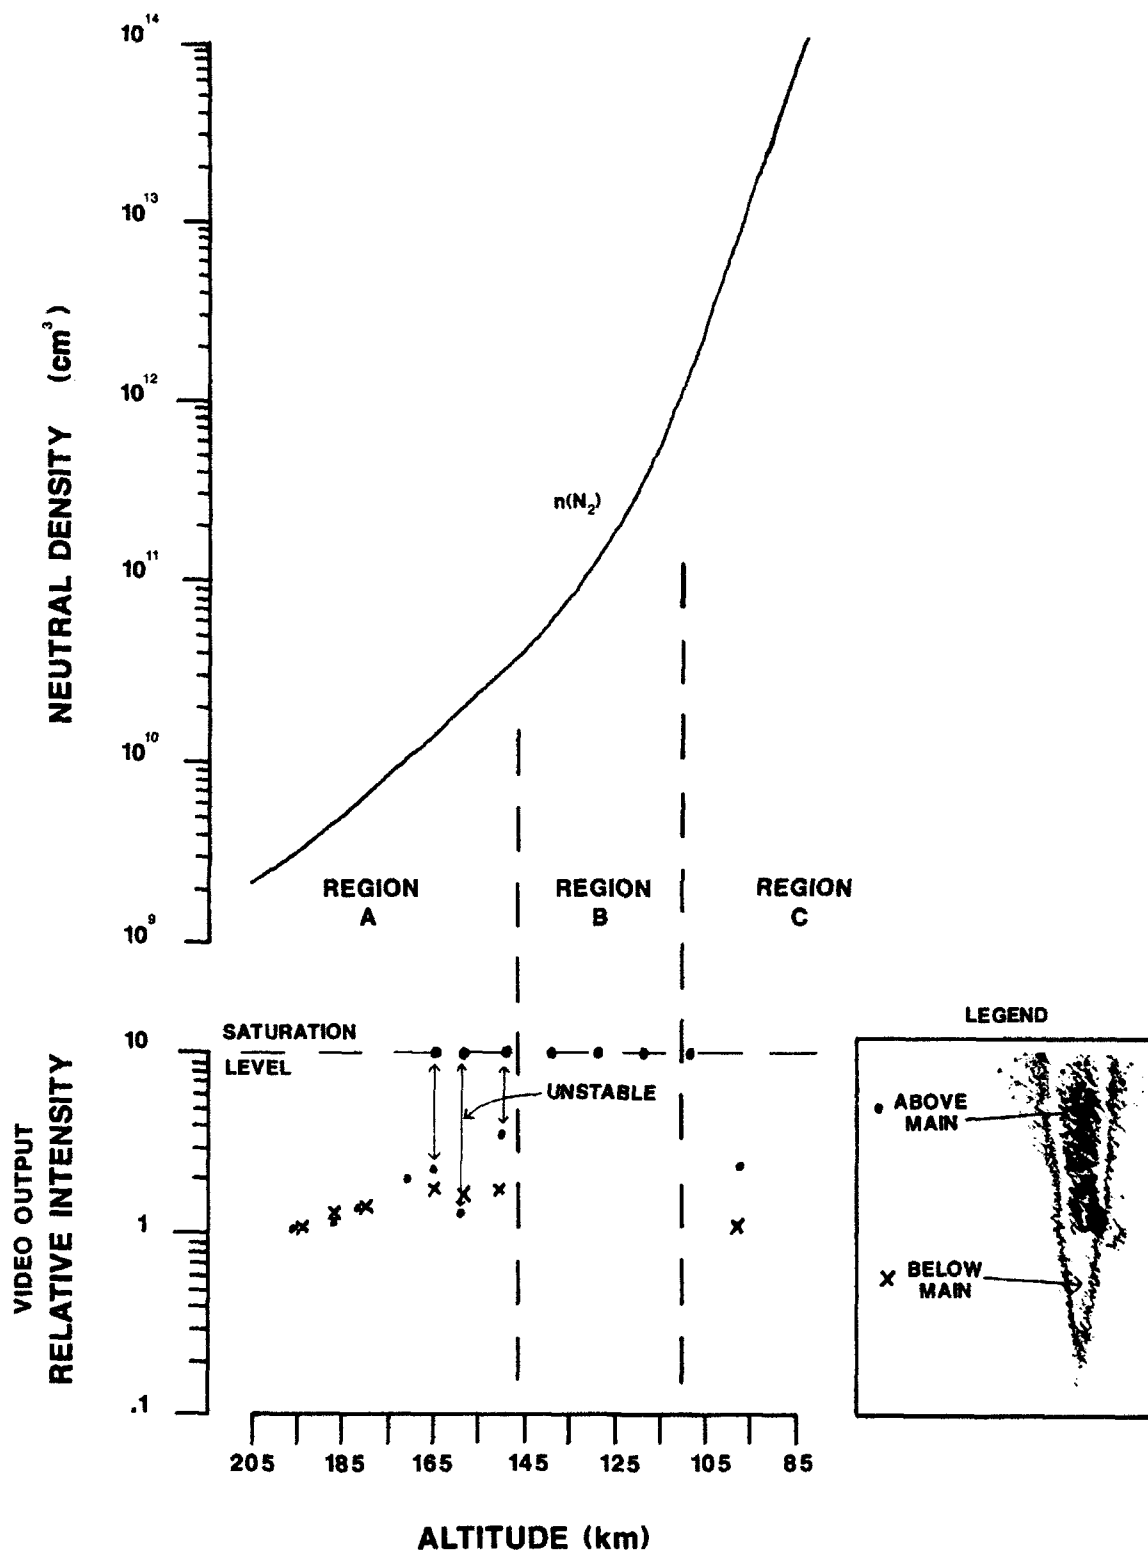 10¹⁴
10¹³
10¹²
10¹¹
10¹⁰
10⁹
NEUTRAL DENSITY (cm³)
n(N₂)
REGION
A
REGION
B
REGION
C
10
1
.1
VIDEO OUTPUT
RELATIVE INTENSITY
SATURATION
LEVEL
UNSTABLE
LEGEND
ABOVE
MAIN
BELOW
MAIN
205 185 165 145 125 105 85
ALTITUDE (km)